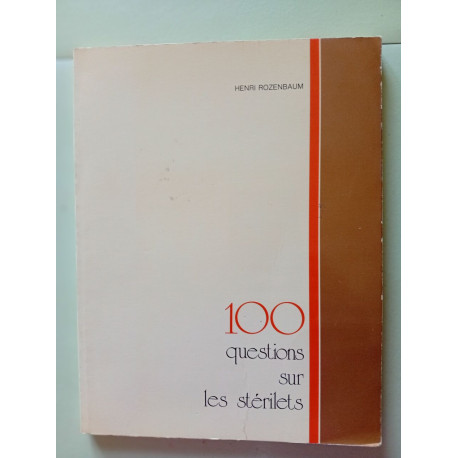 HENRI ROZENBAUM
100
questions
sur
les stérilets